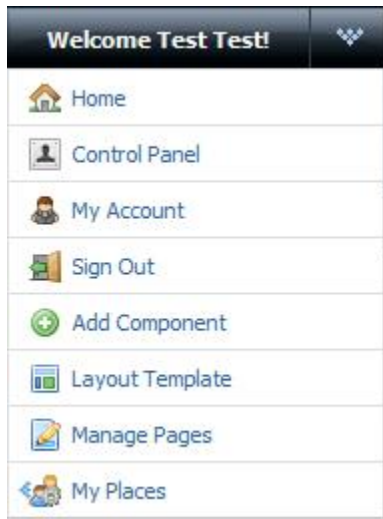 Welcome Test Test!
Home
Control Panel
My Account
Sign Out
Add Component
Layout Template
Manage Pages
My Places